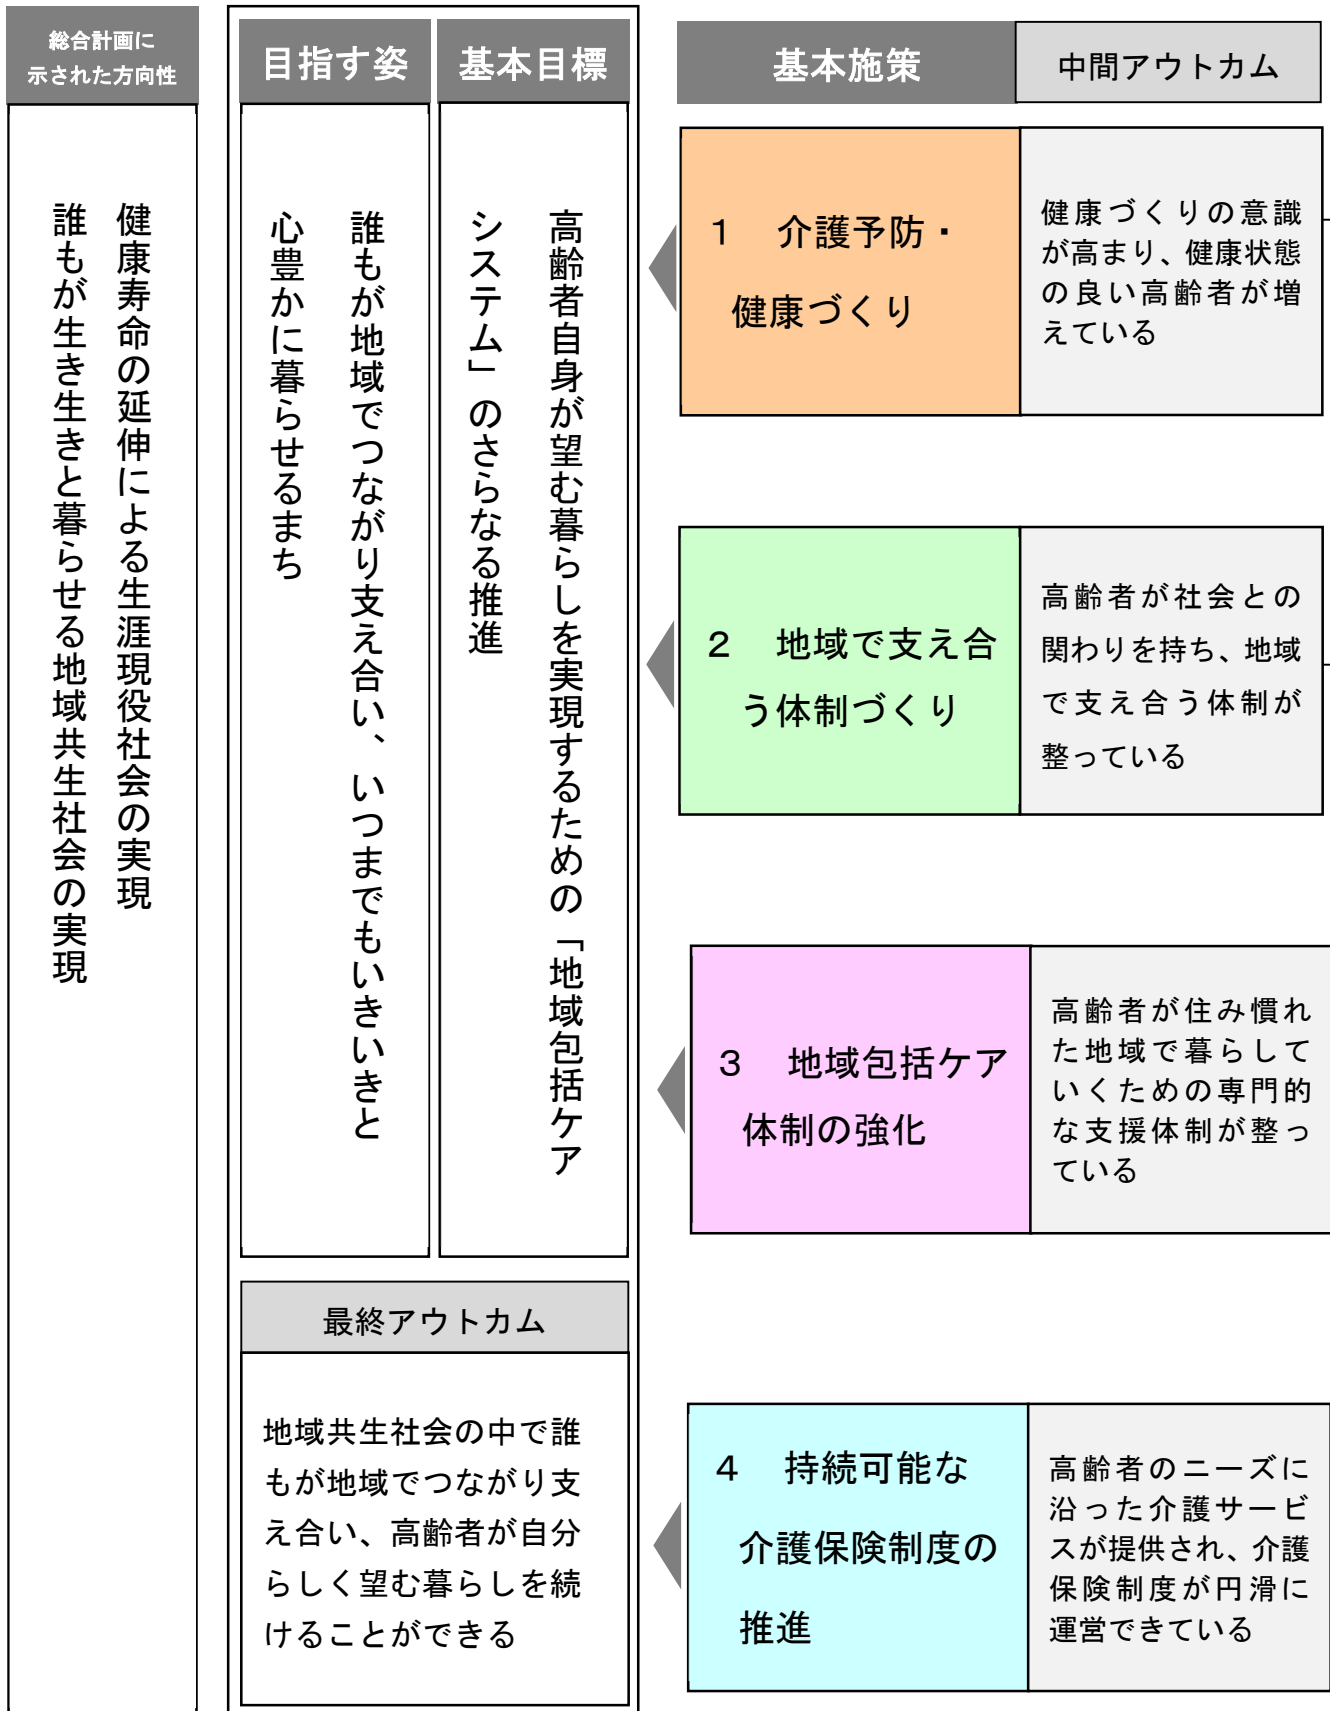 総合計画に
示された方向性
健康寿命の延伸による生涯現役社会の実現
誰もが生き生きと暮らせる地域共生社会の実現
目指す姿
誰もが地域でつながり支え合い、いつまでもいきいきと
心豊かに暮らせるまち
基本目標
高齢者自身が望む暮らしを実現するための「地域包括ケア
システム」のさらなる推進
最終アウトカム
地域共生社会の中で誰
もが地域でつながり支
え合い、高齢者が自分
らしく望む暮らしを続
けることができる
基本施策
中間アウトカム
１　介護予防・
健康づくり
健康づくりの意識
が高まり、健康状態
の良い高齢者が増
えている
２　地域で支え合
う体制づくり
高齢者が社会との
関わりを持ち、地域
で支え合う体制が
整っている
３　地域包括ケア
体制の強化
高齢者が住み慣れ
た地域で暮らして
いくための専門的
な支援体制が整っ
ている
４　持続可能な
介護保険制度の
推進
高齢者のニーズに
沿った介護サービ
スが提供され、介護
保険制度が円滑に
運営できている